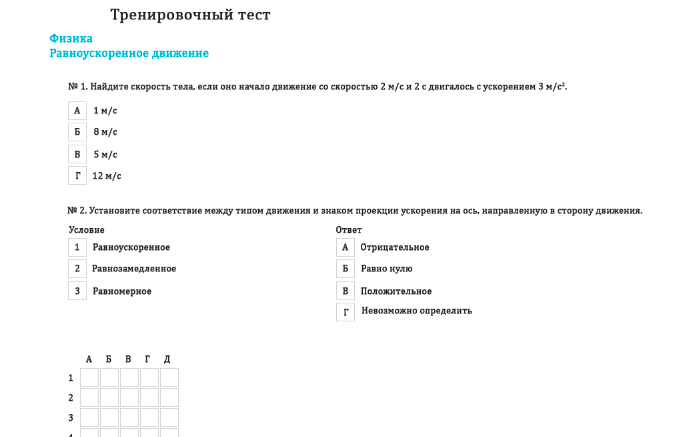 Тренировочный тест
Физика
Равноускоренное движение
№ 1. Найдите скорость тела, если оно начало движение со скоростью 2 м/с и 2 с двигалось с ускорением 3 м/с².
А 1 м/с
Б 8 м/с
В 5 м/с
Г 12 м/с
№ 2. Установите соответствие между типом движения и знаком проекции ускорения на ось, направленную в сторону движения.
Условие Ответ
1 Равноускоренное А Отрицательное
2 Равнозамедленное Б Равно нулю
3 Равномерное В Положительное
Г Невозможно определить
А Б В Г Д
1
2
3